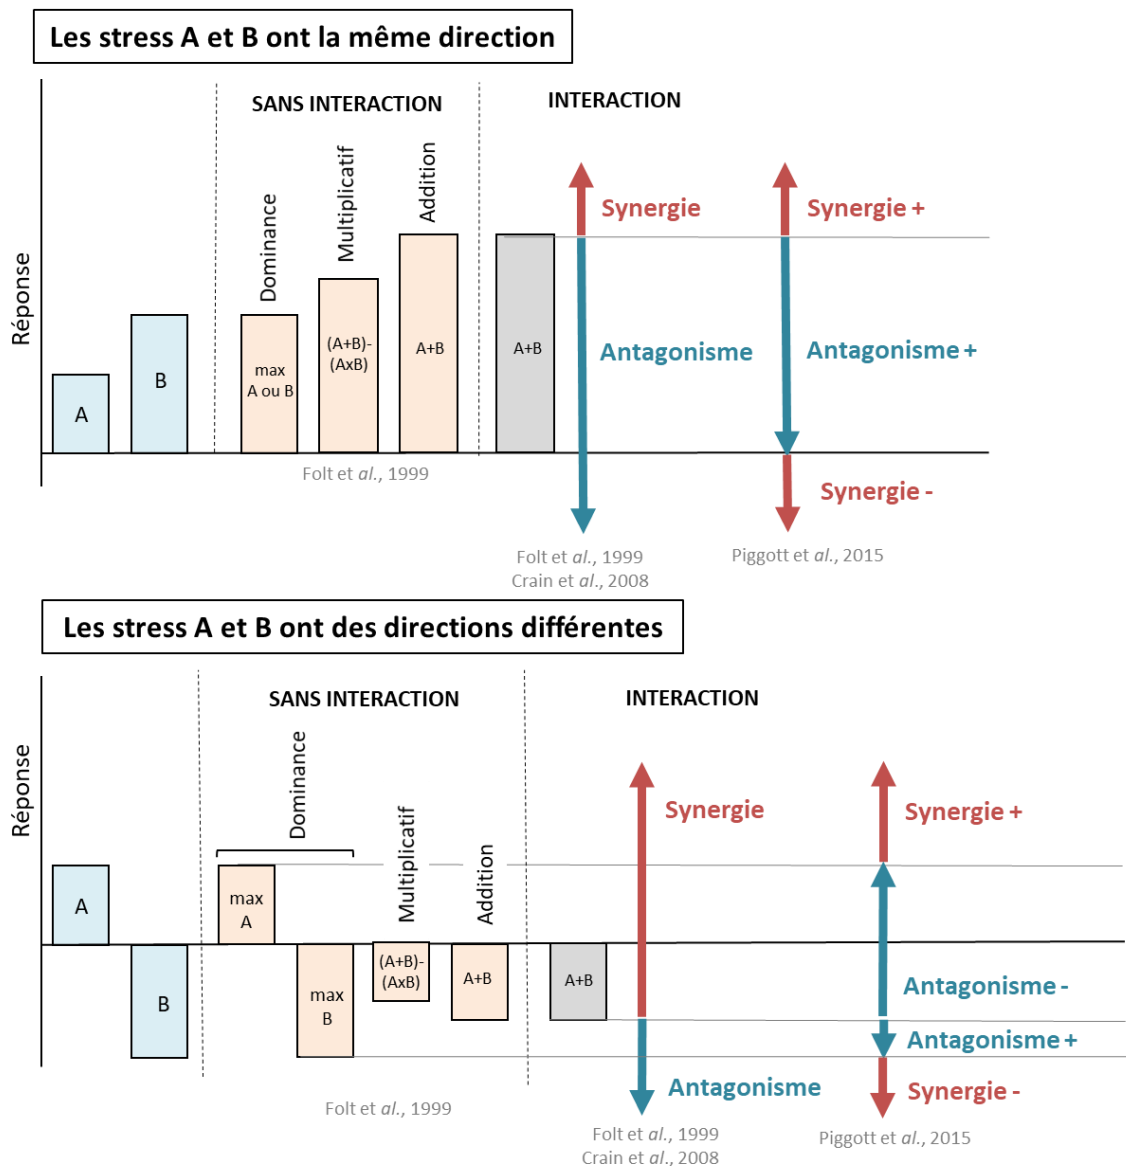 Les stress A et B ont la même direction
SANS INTERACTION
INTERACTION
Réponse
Dominance
Multiplicatif
Addition
Synergie
Synergie +
A
B
max
A ou B
(A+B)-
(AxB)
A+B
A+B
Antagonisme
Antagonisme +
Folt et al., 1999
Synergie -
Folt et al., 1999
Crain et al., 2008
Piggott et al., 2015
Les stress A et B ont des directions différentes
SANS INTERACTION
INTERACTION
Réponse
Dominance
Multiplicatif
Addition
Synergie
Synergie +
A
max
A
B
max
B
(A+B)-
(AxB)
A+B
A+B
Antagonisme -
Antagonisme +
Antagonisme
Synergie -
Folt et al., 1999
Folt et al., 1999
Crain et al., 2008
Piggott et al., 2015